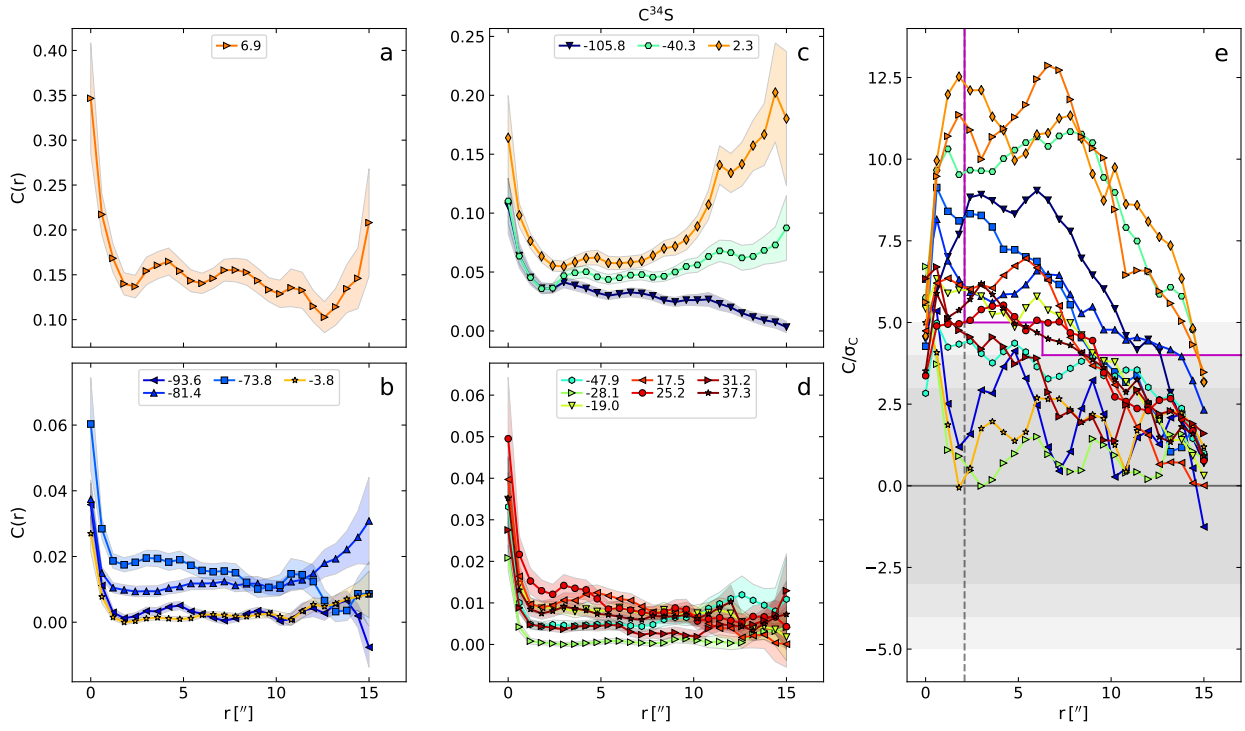 C³⁴S
a
6.9
C(r)
0.40
0.35
0.30
0.25
0.20
0.15
0.10
c
-105.8 -40.3 2.3
0.25
0.20
0.15
0.10
0.05
0.00
b
-93.6 -73.8 -3.8
-81.4
C(r)
0.06
0.04
0.02
0.00
0 5 10 15
r ["]
d
-47.9 17.5 31.2
-28.1 25.2 37.3
-19.0
0.06
0.05
0.04
0.03
0.02
0.01
0.00
0 5 10 15
r ["]
e
C/σC
12.5
10.0
7.5
5.0
2.5
0.0
−2.5
−5.0
0 5 10 15
r ["]